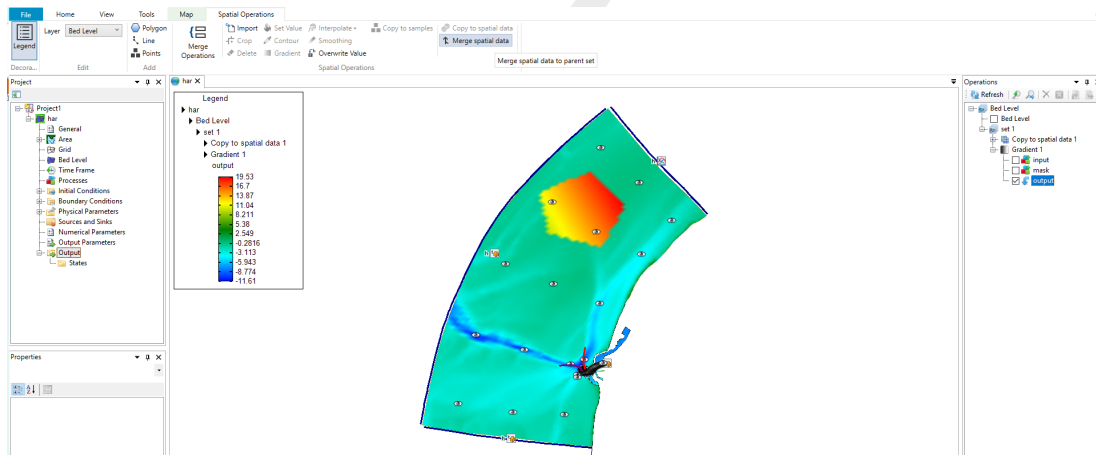 File Home View Tools Map Spatial Operations
Legend
Layer Bed Level
Polygon
Line
Points
Merge
Operations
Import Set Value Interpolate Copy to samples Copy to spatial data
Crop Contour Smoothing Merge spatial data
Delete Gradient Overwrite Value
Decora... Edit Add Spatial Operations
Merge spatial data to parent set
Project
Project1
har
General
Area
Grid
Bed Level
Time Frame
Processes
Initial Conditions
Boundary Conditions
Physical Parameters
Sources and Sinks
Numerical Parameters
Output Parameters
Output
States
Properties
har
Legend
har
Bed Level
set 1
Copy to spatial data 1
Gradient 1
output
19.53
16.7
13.87
11.04
8.211
5.38
2.549
-0.2816
-3.113
-5.943
-8.774
-11.61
h
h
h
Operations
Refresh
Bed Level
Bed Level
set 1
Copy to spatial data 1
Gradient 1
input
mask
output